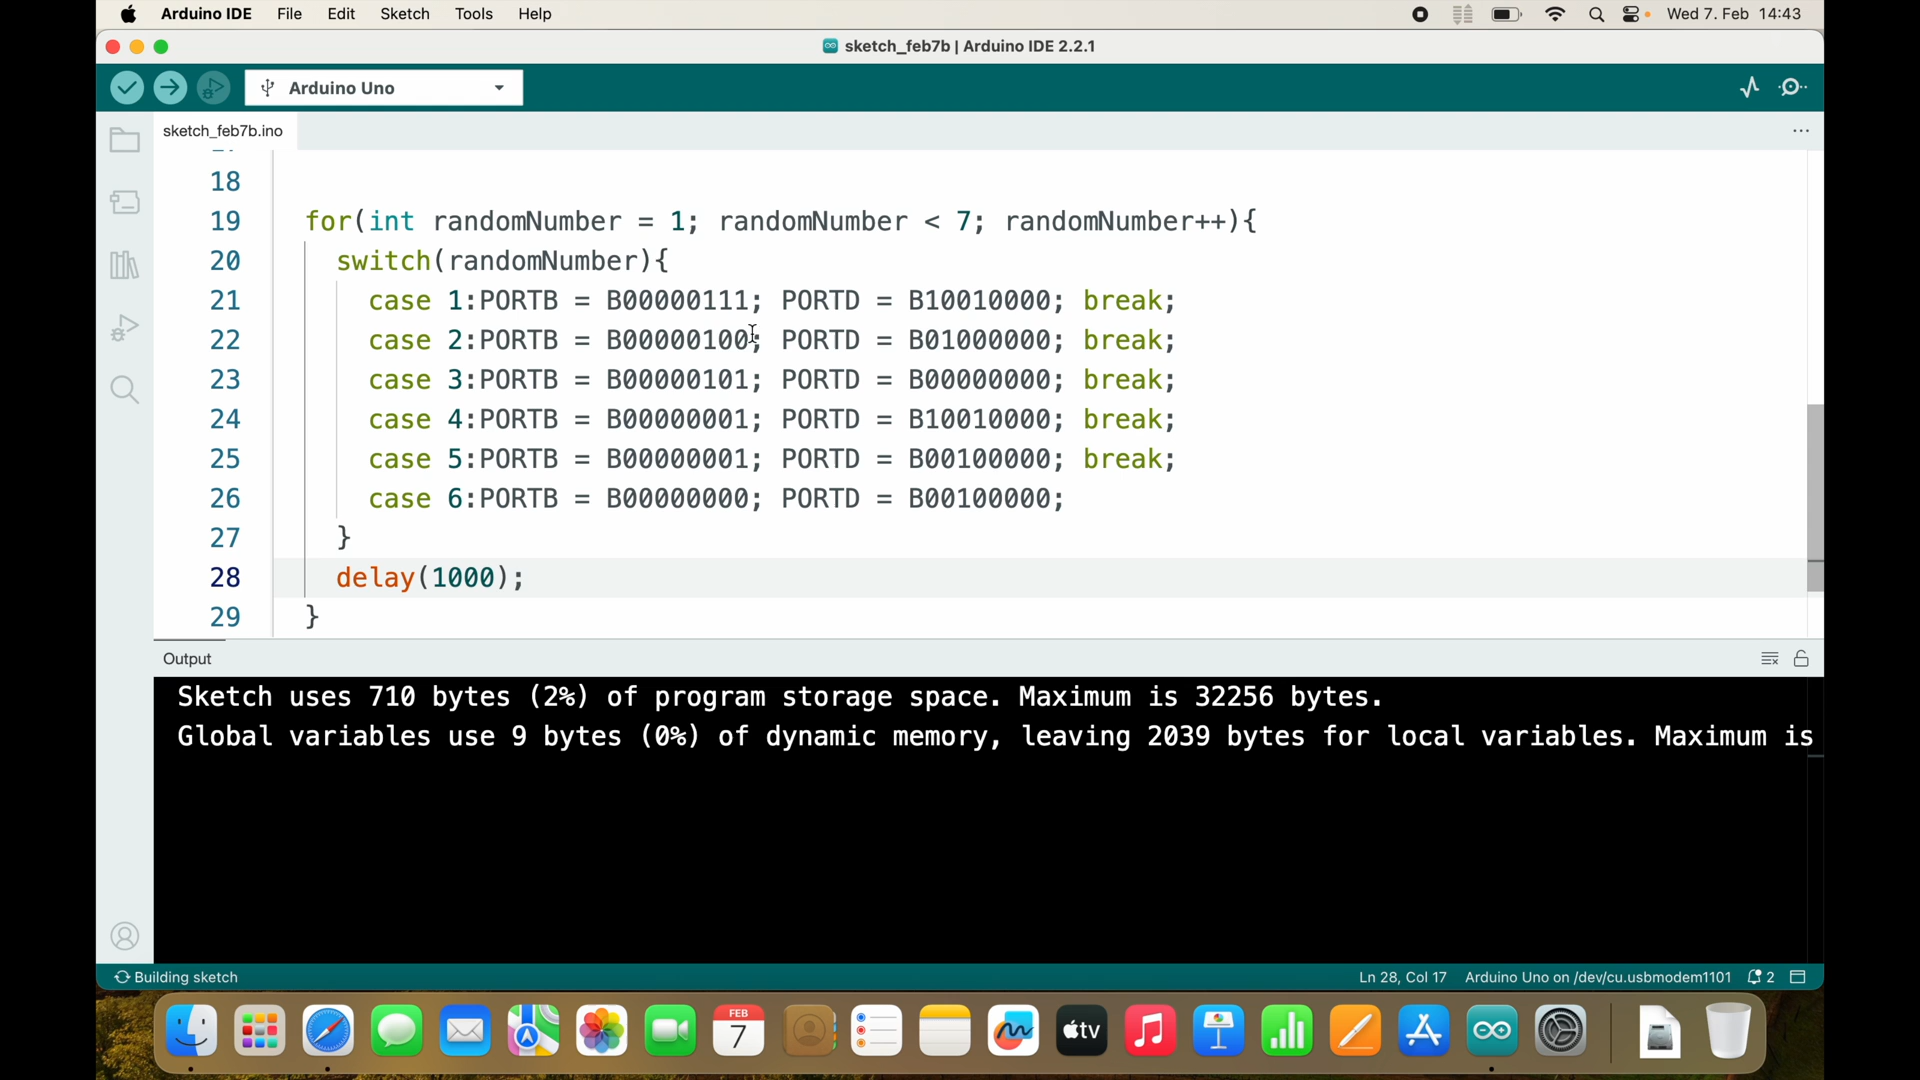 Arduino IDE File Edit Sketch Tools Help Wed 7. Feb 14:43
sketch_feb7b | Arduino IDE 2.2.1
Arduino Uno
sketch_feb7b.ino
18
19 for(int randomNumber = 1; randomNumber < 7; randomNumber++){
20 switch(randomNumber){
21 case 1:PORTB = B00000111; PORTD = B10010000; break;
22 case 2:PORTB = B00000100; PORTD = B01000000; break;
23 case 3:PORTB = B00000101; PORTD = B00000000; break;
24 case 4:PORTB = B00000001; PORTD = B10010000; break;
25 case 5:PORTB = B00000001; PORTD = B00100000; break;
26 case 6:PORTB = B00000000; PORTD = B00100000;
27 }
28 delay(1000);
29 }
Output
Sketch uses 710 bytes (2%) of program storage space. Maximum is 32256 bytes.
Global variables use 9 bytes (0%) of dynamic memory, leaving 2039 bytes for local variables. Maximum is
Building sketch Ln 28, Col 17 Arduino Uno on /dev/cu.usbmodem1101 2
FEB
7
tv